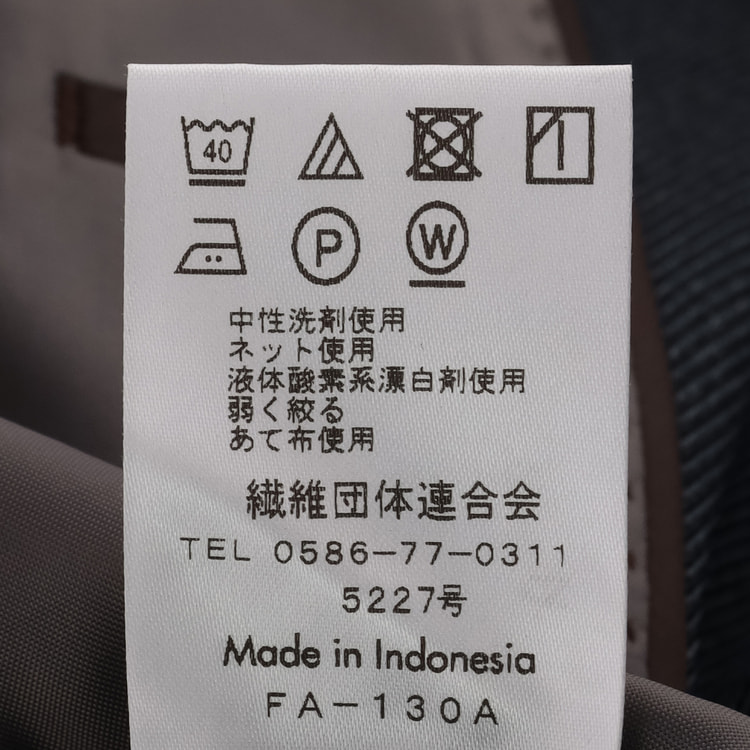 40
P
W
中性洗剤使用
ネット使用
液体酸素系漂白剤使用
弱く絞る
あて布使用
繊維団体連合会
TEL 0586-77-0311
5227号
Made in Indonesia
FA-130A